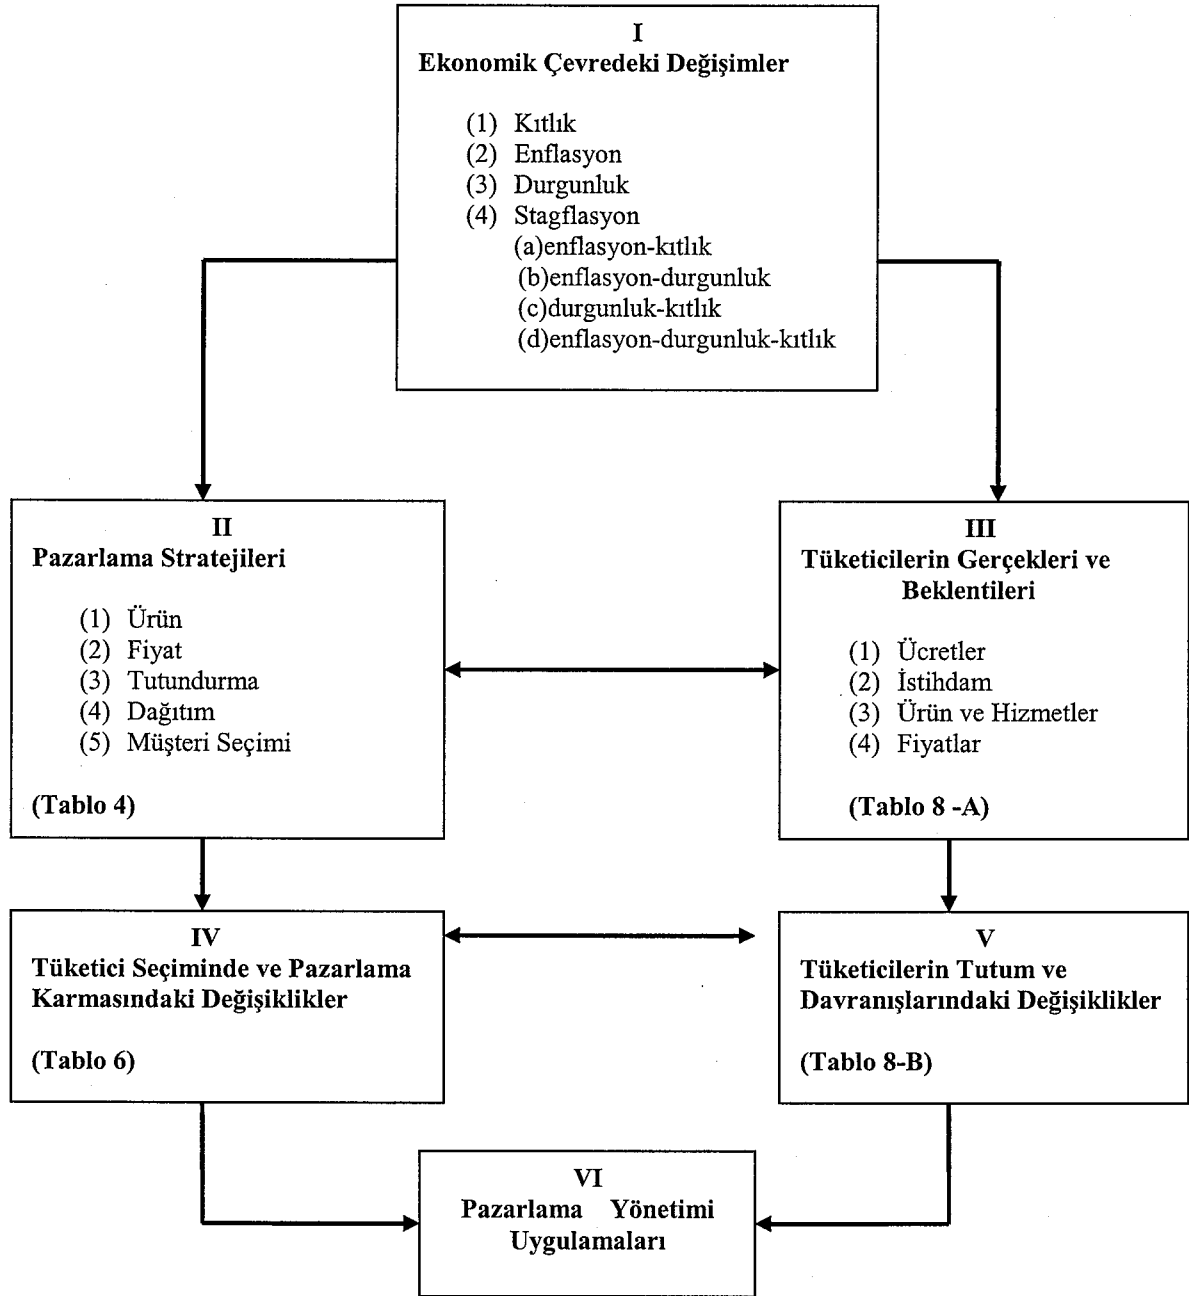 I
Ekonomik Çevredeki Değişimler
(1) Kıtlık
(2) Enflasyon
(3) Durgunluk
(4) Stagflasyon
(a)enflasyon-kıtlık
(b)enflasyon-durgunluk
(c)durgunluk-kıtlık
(d)enflasyon-durgunluk-kıtlık
II
Pazarlama Stratejileri
(1) Ürün
(2) Fiyat
(3) Tutundurma
(4) Dağıtım
(5) Müşteri Seçimi
(Tablo 4)
III
Tüketicilerin Gerçekleri ve
Beklentileri
(1) Ücretler
(2) İstihdam
(3) Ürün ve Hizmetler
(4) Fiyatlar
(Tablo 8 -A)
IV
Tüketici Seçiminde ve Pazarlama
Karmasındaki Değişiklikler
(Tablo 6)
V
Tüketicilerin Tutum ve
Davranışlarındaki Değişiklikler
(Tablo 8-B)
VI
Pazarlama Yönetimi
Uygulamaları